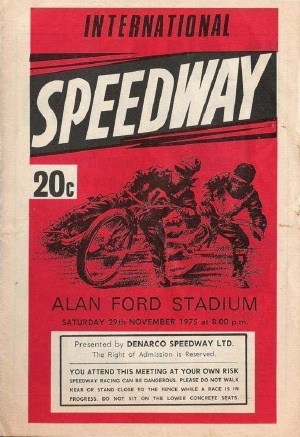 INTERNATIONAL
SPEEDWAY
20c
ALAN FORD STADIUM
SATURDAY 29th NOVEMBER 1975 at 8.00 p.m.
Presented by DENARCO SPEEDWAY LTD.
The Right of Admission is Reserved.
YOU ATTEND THIS MEETING AT YOUR OWN RISK
SPEEDWAY RACING CAN BE DANGEROUS. PLEASE DO NOT WALK
NEAR OR STAND CLOSE TO THE FENCE WHILE A RACE IS IN
PROGRESS. DO NOT SIT ON THE LOWER CONCRETE SEATS.